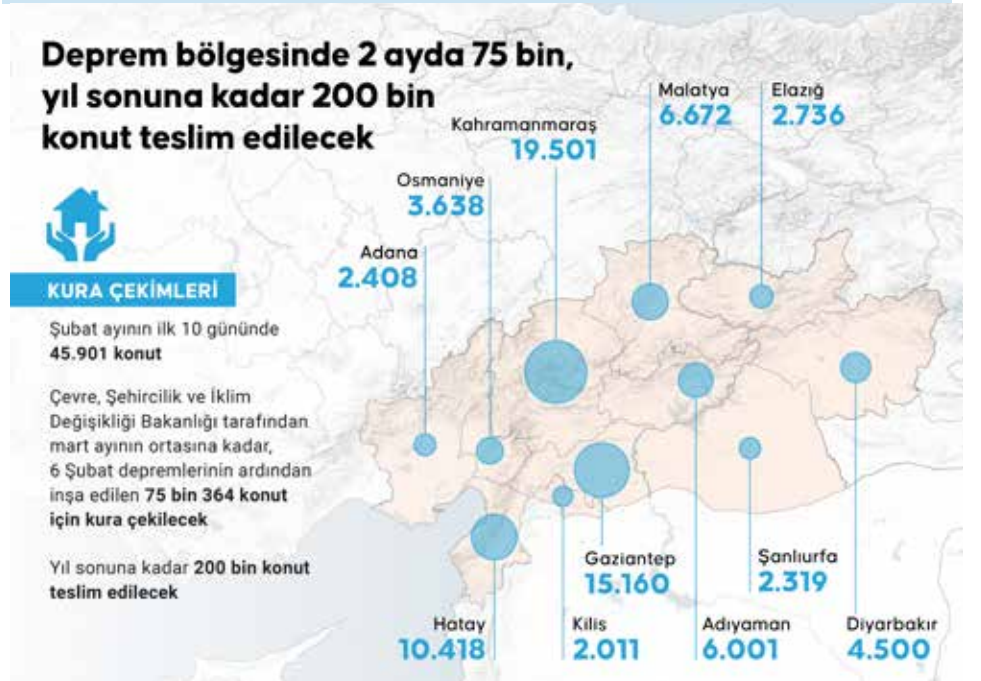 Deprem bölgesinde 2 ayda 75 bin,
yıl sonuna kadar 200 bin
konut teslim edilecek
Malatya
6.672
Elazığ
2.736
Kahramanmaraş
19.501
Osmaniye
3.638
Adana
2.408
KURA ÇEKİMLERİ
Şubat ayının ilk 10 gününde
45.901 konut
Çevre, Şehircilik ve İklim
Değişikliği Bakanlığı tarafından
mart ayının ortasına kadar,
6 Şubat depremlerinin ardından
inşa edilen 75 bin 364 konut
için kura çekilecek
Yıl sonuna kadar 200 bin konut
teslim edilecek
Gaziantep
15.160
Şanlıurfa
2.319
Hatay
10.418
Kilis
2.011
Adıyaman
6.001
Diyarbakır
4.500